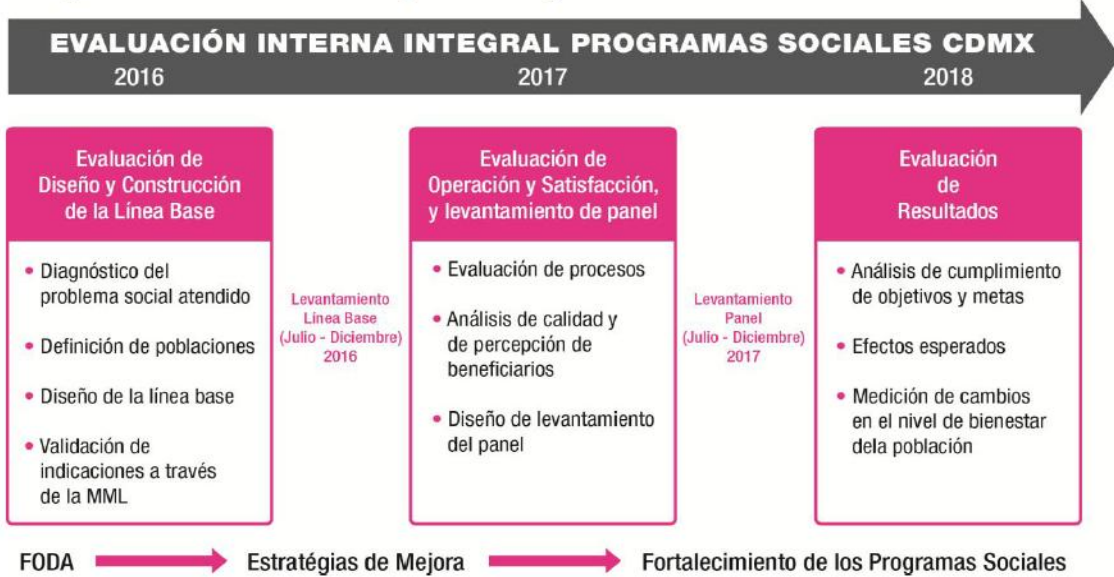 EVALUACIÓN INTERNA INTEGRAL PROGRAMAS SOCIALES CDMX
2016
2017
2018
Evaluación de
Diseño y Construcción
de la Línea Base
• Diagnóstico del
problema social atendido
• Definición de poblaciones
• Diseño de la línea base
• Validación de
indicaciones a través
de la MML
Levantamiento
Línea Base
(Julio - Diciembre)
2016
Evaluación de
Operación y Satisfacción,
y levantamiento de panel
• Evaluación de procesos
• Análisis de calidad y
de percepción de
beneficiarios
• Diseño de levantamiento
del panel
Levantamiento
Panel
(Julio - Diciembre)
2017
Evaluación
de
Resultados
• Análisis de cumplimiento
de objetivos y metas
• Efectos esperados
• Medición de cambios
en el nivel de bienestar
dela población
FODA
Estratégias de Mejora
Fortalecimiento de los Programas Sociales